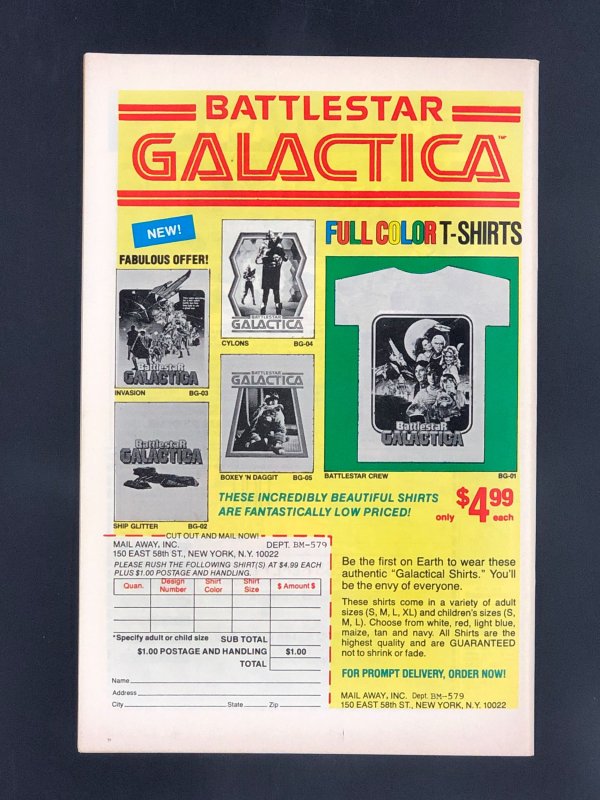 BATTLESTAR
GALACTICA™
NEW!
FABULOUS OFFER!
FULL COLOR T-SHIRTS
BattlestaR
GALACTICA
INVASION BG-03
BATTLESTAR
GALACTICA
CYLONS BG-04
BattlestaR
GALACTICA
SHIP GLITTER BG-02
BATTLESTAR
GALACTICA
BOXEY 'N DAGGIT BG-05
BattlestaR
GALACTICA
BATTLESTAR CREW BG-01
THESE INCREDIBLY BEAUTIFUL SHIRTS
ARE FANTASTICALLY LOW PRICED!
only $4.99 each
CUT OUT AND MAIL NOW!
MAIL AWAY, INC. DEPT. BM-579
150 EAST 58th ST., NEW YORK, N.Y. 10022
PLEASE RUSH THE FOLLOWING SHIRT(S) AT $4.99 EACH
PLUS $1.00 POSTAGE AND HANDLING.
Quan. Design Number Shirt Color Shirt Size $ Amount $
*Specify adult or child size SUB TOTAL
$1.00 POSTAGE AND HANDLING $1.00
TOTAL
Name
Address
City State Zip
Be the first on Earth to wear these
authentic "Galactical Shirts." You'll
be the envy of everyone.
These shirts come in a variety of adult
sizes (S, M, L, XL) and children's sizes (S,
M, L). Choose from white, red, light blue,
maize, tan and navy. All Shirts are the
highest quality and are GUARANTEED
not to shrink or fade.
FOR PROMPT DELIVERY, ORDER NOW!
MAIL AWAY, INC. Dept. BM-579
150 EAST 58th ST., NEW YORK, N.Y. 10022